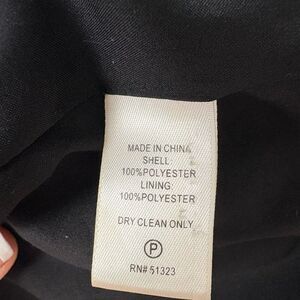 MADE IN CHINA
SHELL:
100%POLYESTER
LINING:
100%POLYESTER
DRY CLEAN ONLY
P
RN# 51323